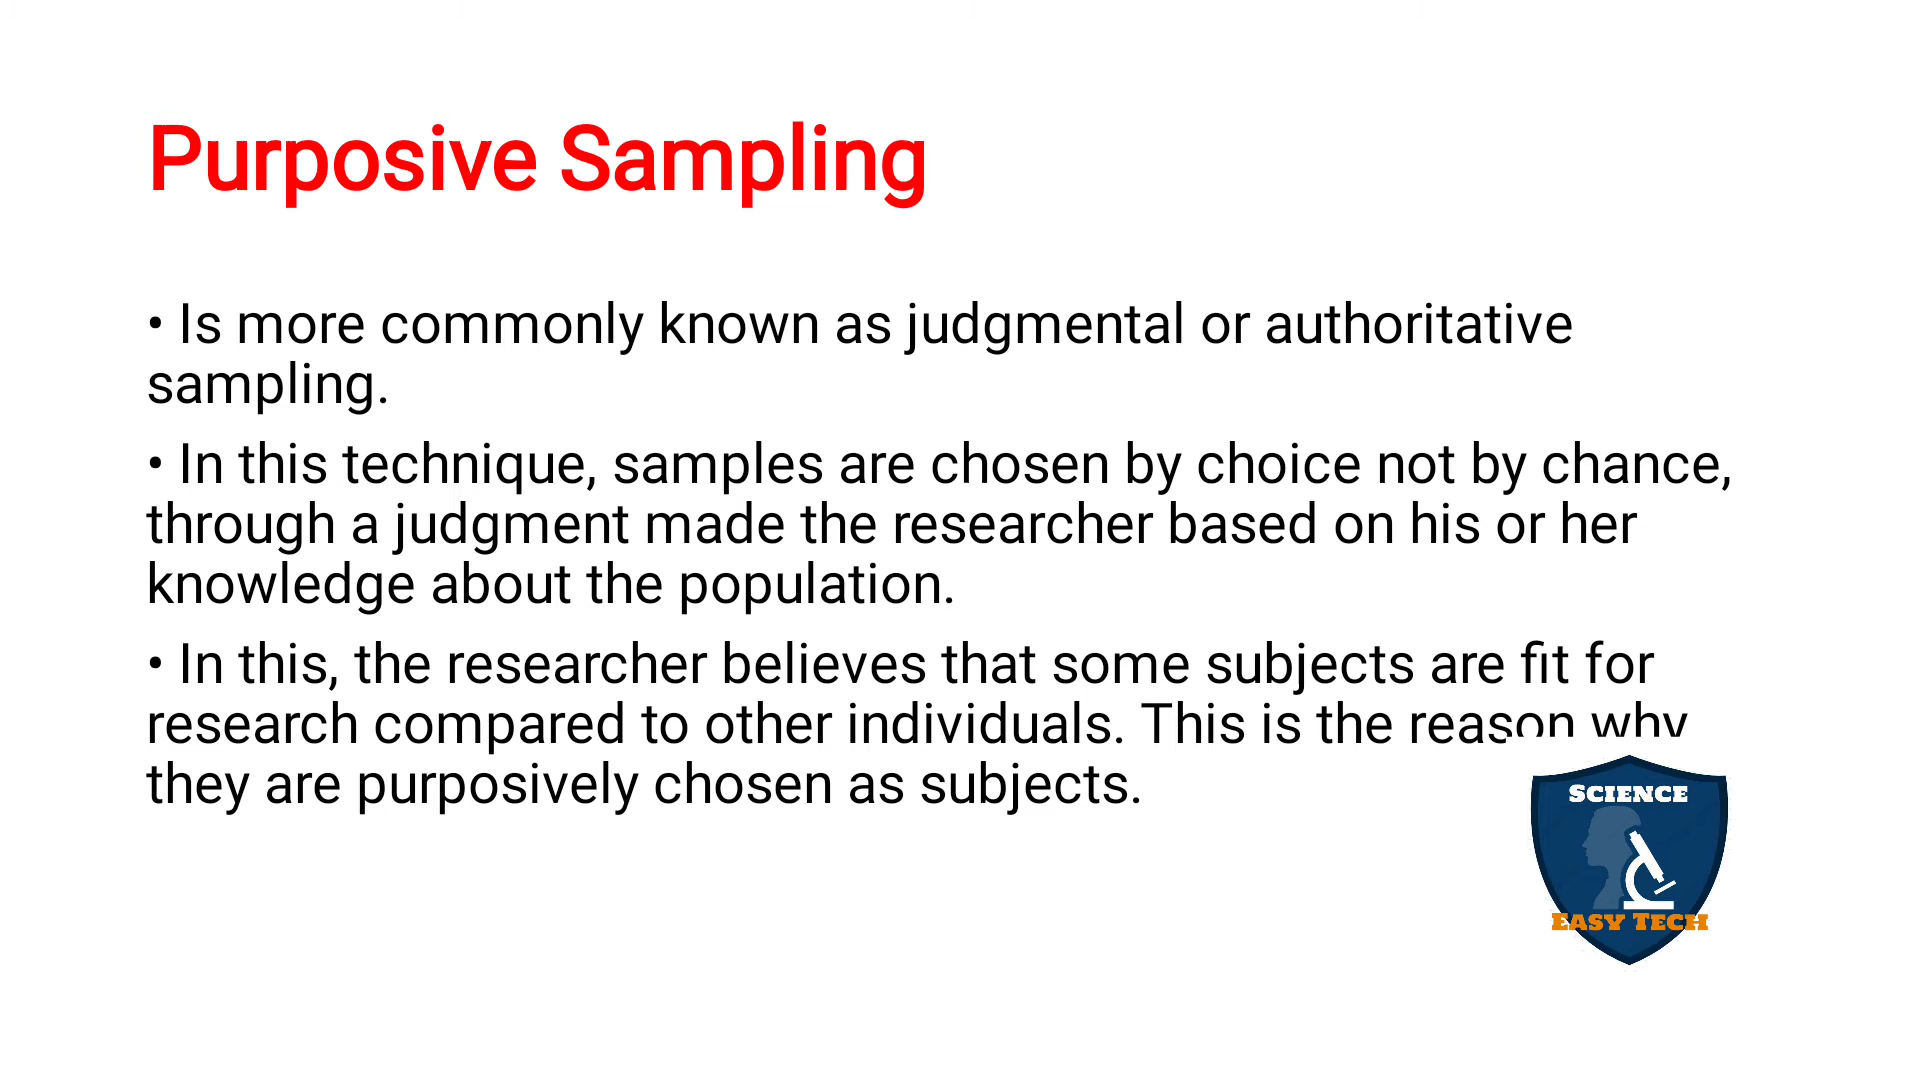 Purposive Sampling
• Is more commonly known as judgmental or authoritative
sampling.
• In this technique, samples are chosen by choice not by chance,
through a judgment made the researcher based on his or her
knowledge about the population.
• In this, the researcher believes that some subjects are fit for
research compared to other individuals. This is the reason why
they are purposively chosen as subjects.
SCIENCE
EASY TECH